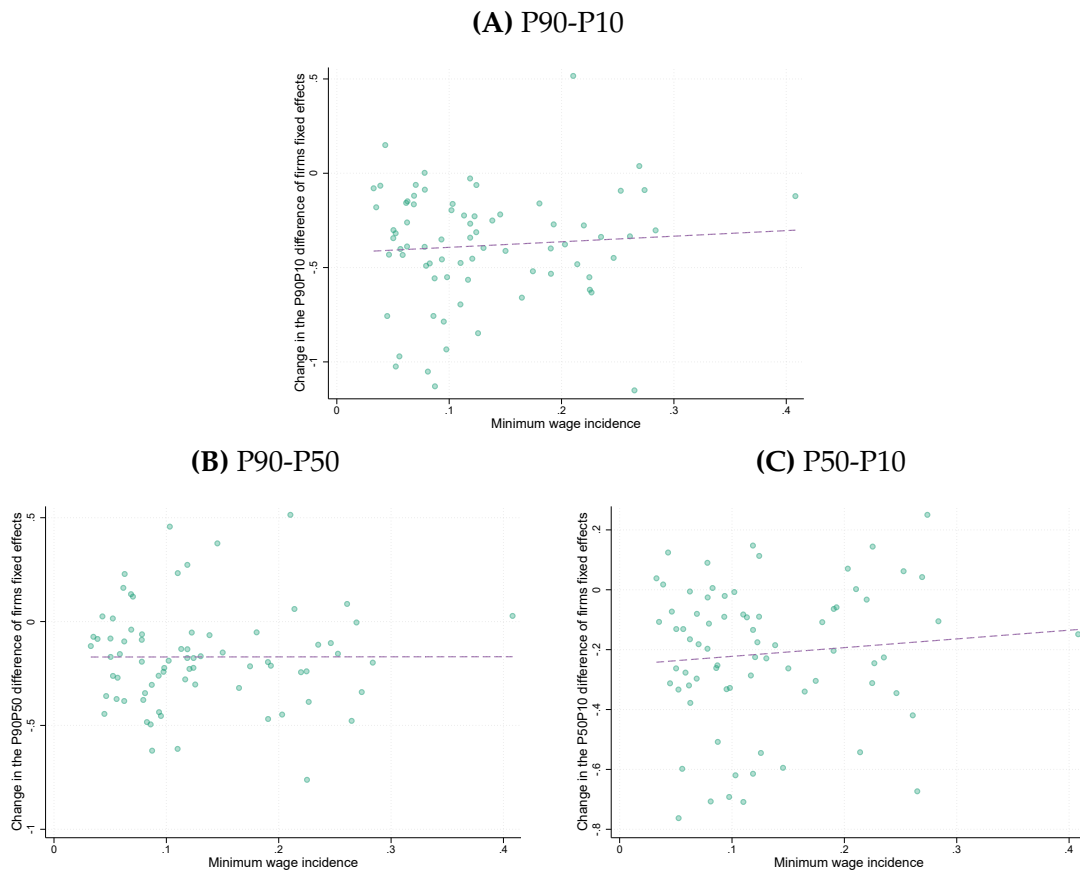 (A) P90-P10
Change in the P90P10 difference of firms fixed effects
.5
0
-.5
-1
0 .1 .2 .3 .4
Minimum wage incidence
(B) P90-P50
Change in the P90P50 difference of firms fixed effects
.5
0
-.5
-1
0 .1 .2 .3 .4
Minimum wage incidence
(C) P50-P10
Change in the P50P10 difference of firms fixed effects
.2
0
-.2
-.4
-.6
-.8
0 .1 .2 .3 .4
Minimum wage incidence